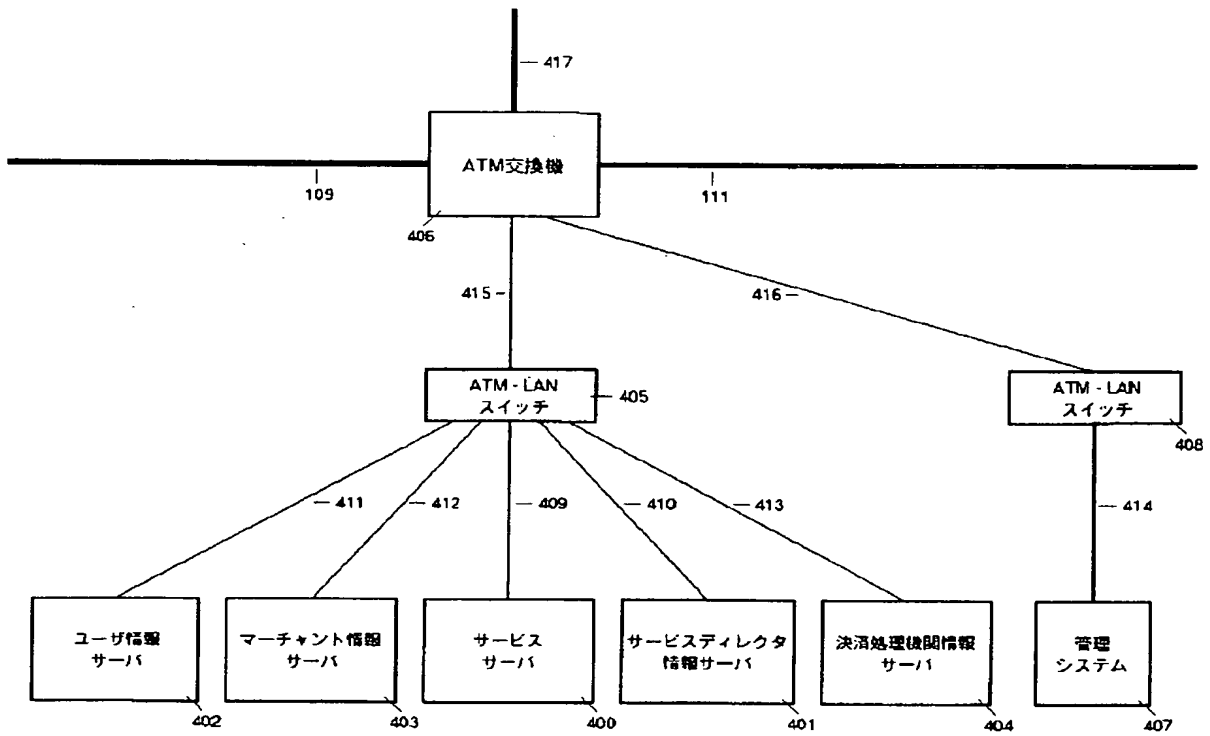 417
ATM交換機
109
111
406
415
416
ATM - LAN
スイッチ
405
ATM - LAN
スイッチ
408
411
412
409
410
413
414
ユーザ情報
サーバ
マーチャント情報
サーバ
サービス
サーバ
サービスディレクタ
情報サーバ
決済処理機関情報
サーバ
管理
システム
402
403
400
401
404
407